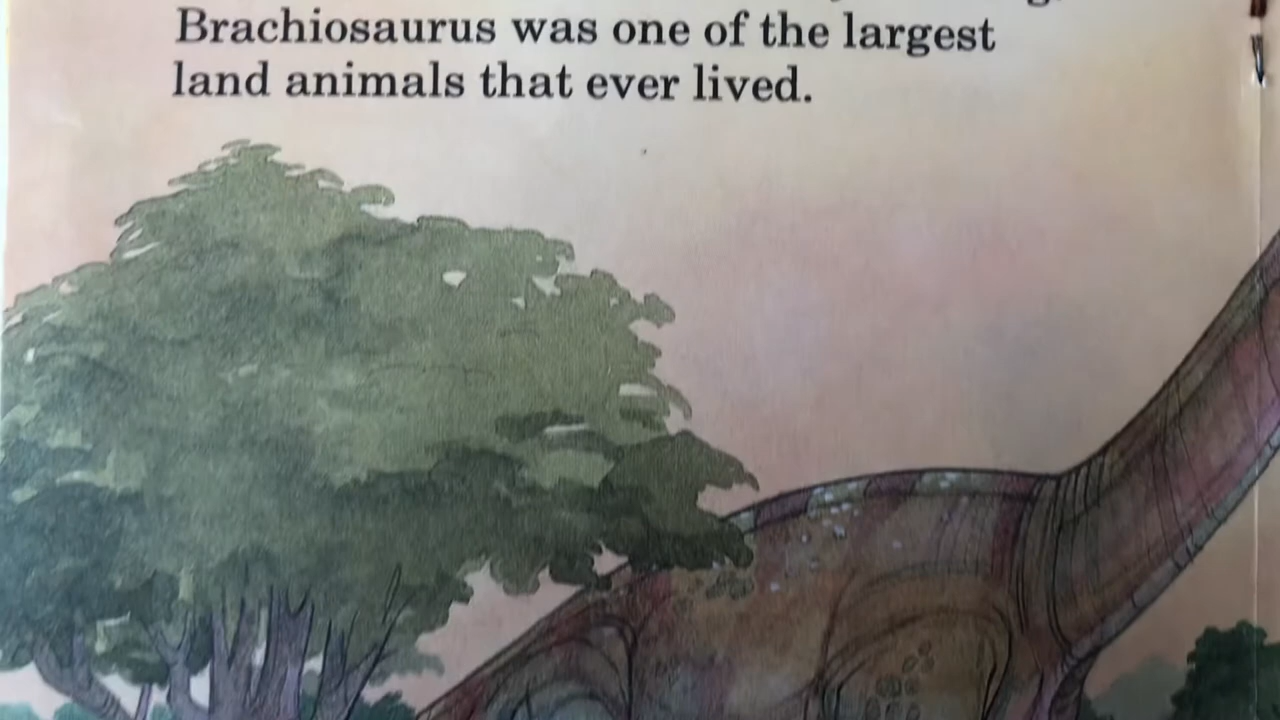 Brachiosaurus was one of the largest
land animals that ever lived.